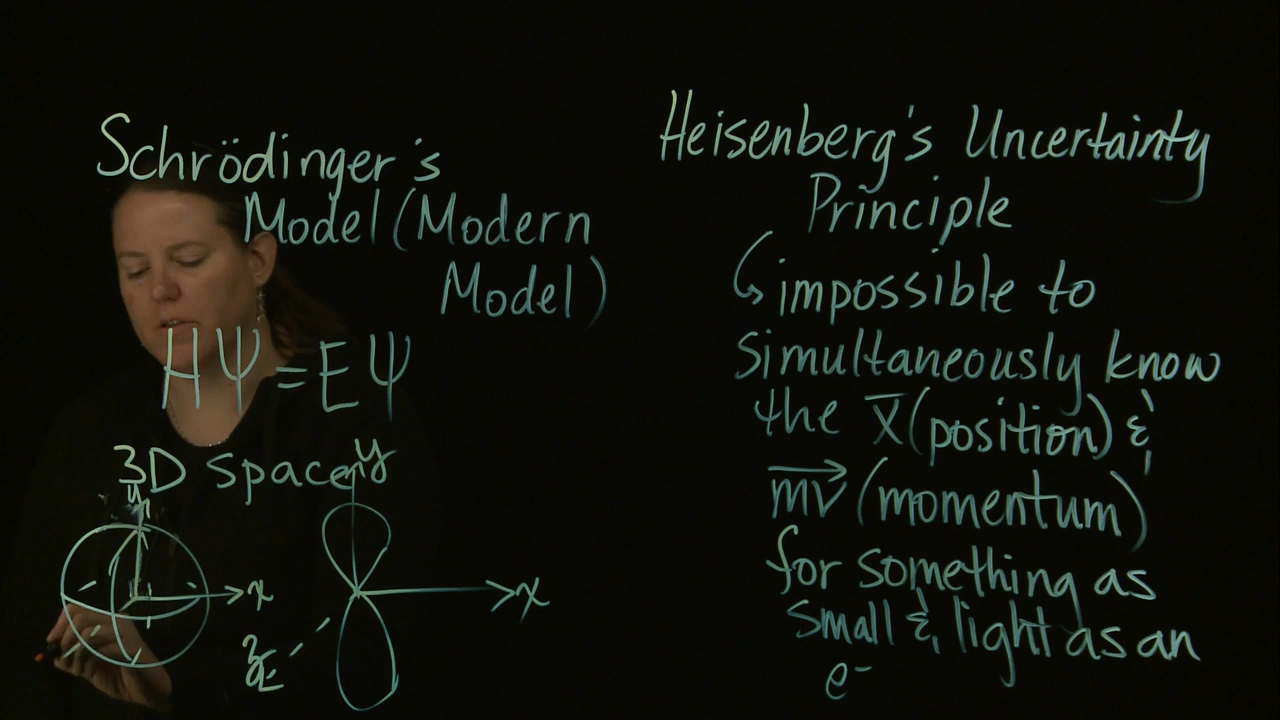 Schrödinger's
Model (Modern
Model)
HΨ = EΨ
3D space
y
x
y
x
z
Heisenberg's Uncertainty
Principle
↳ impossible to
simultaneously know
the x̄ (position) &
mv⃗ (momentum)
for something as
small & light as an
e⁻